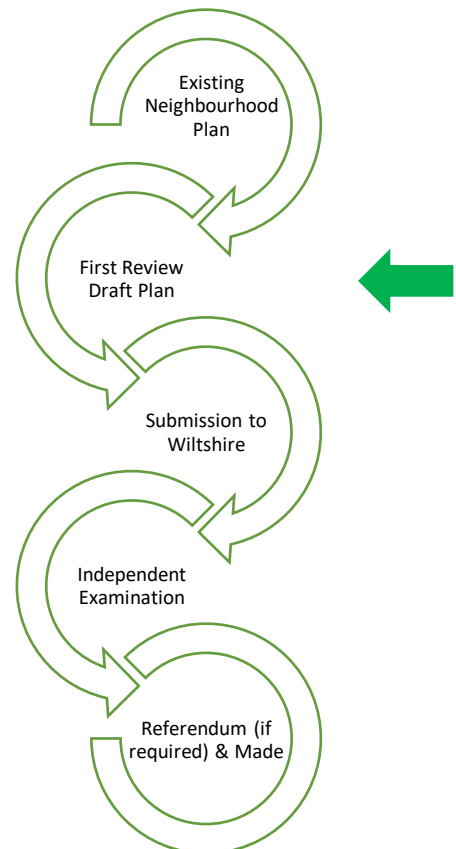 Existing
Neighbourhood
Plan
First Review
Draft Plan
Submission to
Wiltshire
Independent
Examination
Referendum (if
required) & Made